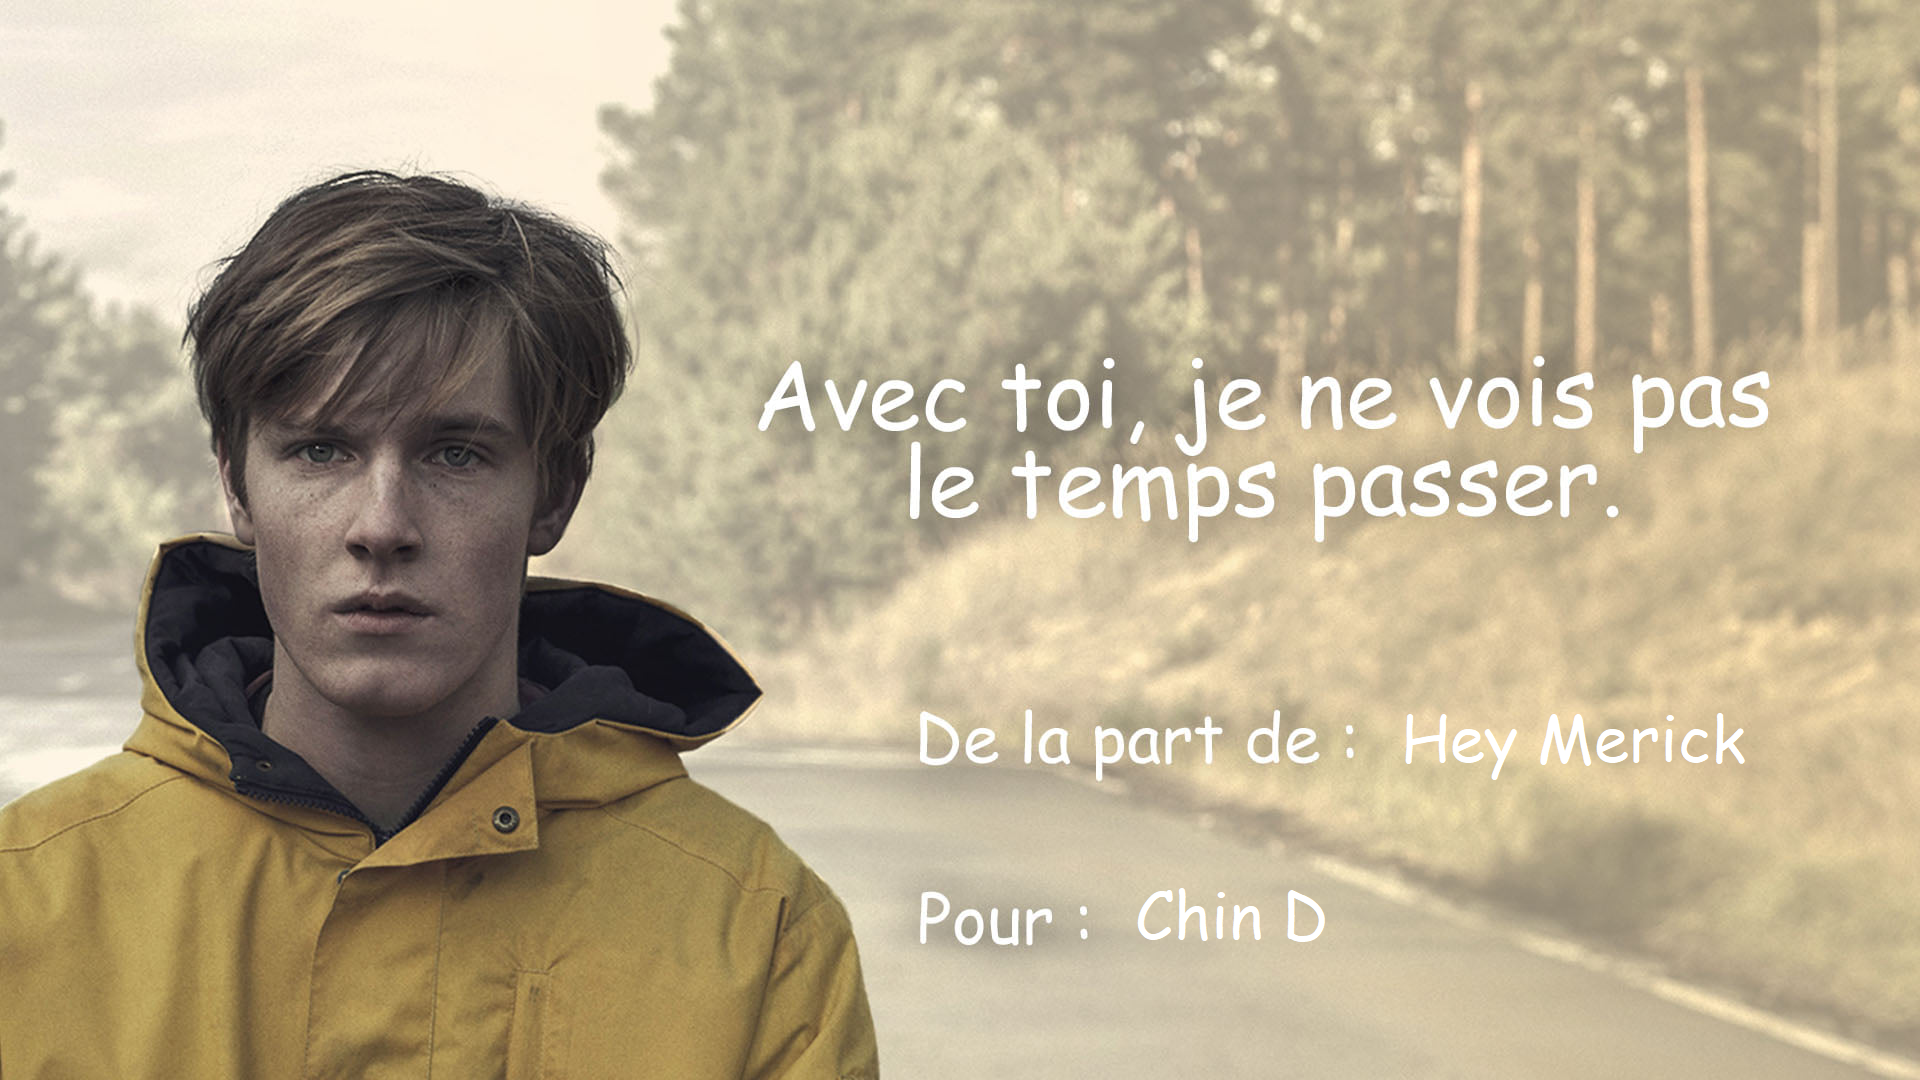 Avec toi, je ne vois pas
le temps passer.
De la part de : Hey Merick
Pour : Chin D